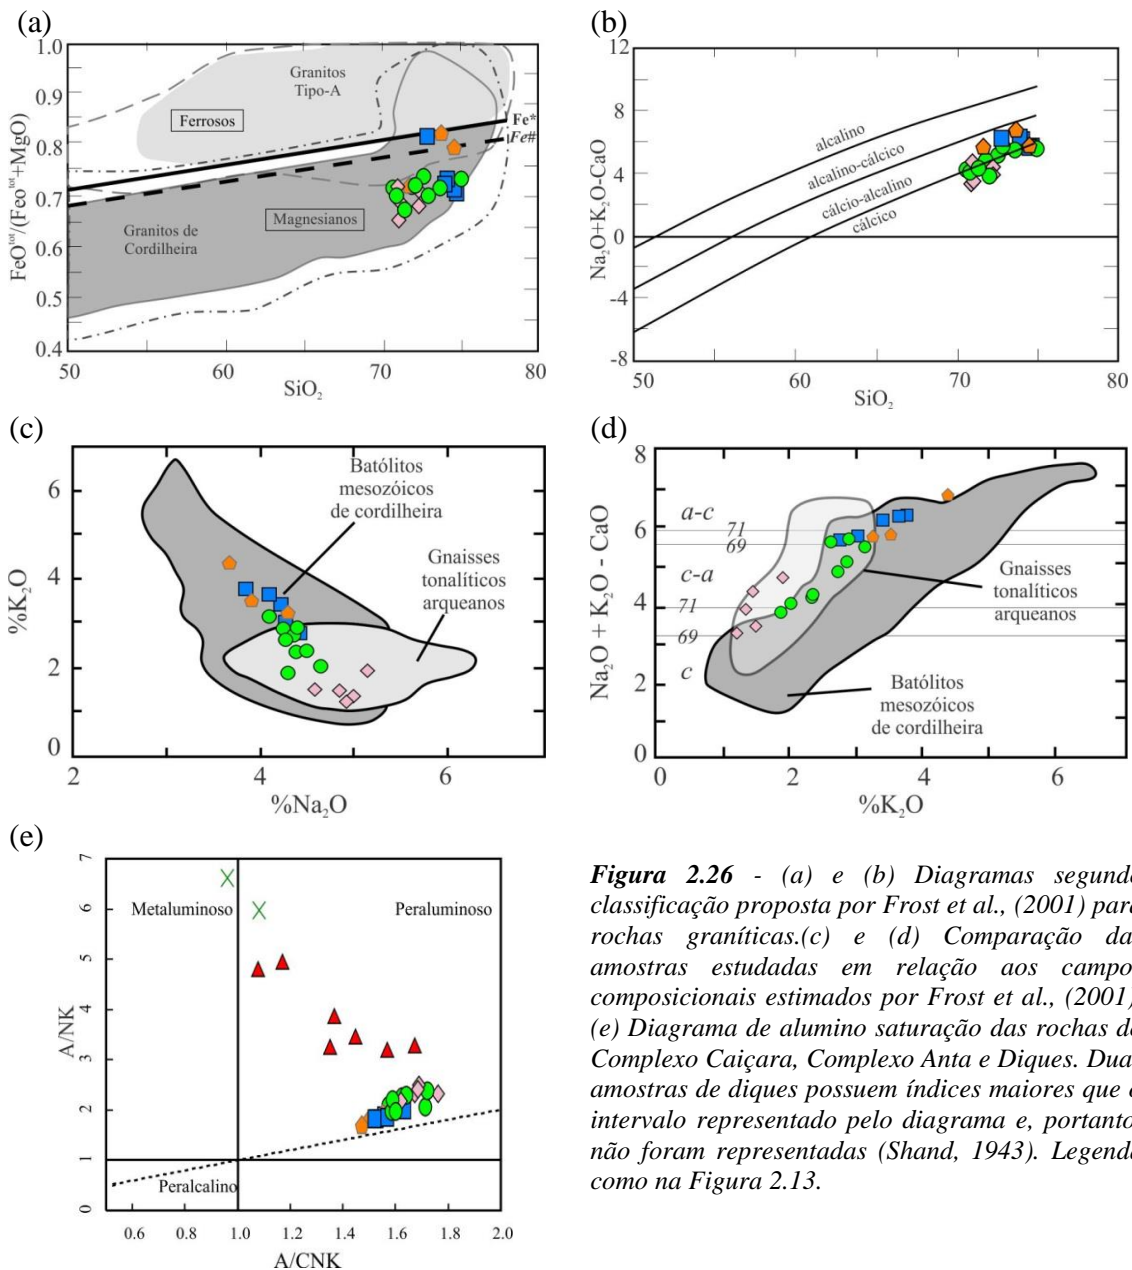 (a)
1.0
0.9
0.8
0.7
0.6
0.5
0.4
FeO^tot/(Feo^tot+MgO)
Granitos
Tipo-A
Ferrosos
Fe*
Fe#
Magnesianos
Granitos de
Cordilheira
50
60
70
80
SiO₂
(b)
12
8
4
0
-4
-8
Na₂O+K₂O-CaO
alcalino
alcalino-cálcico
cálcio-alcalino
cálcico
50
60
70
80
SiO₂
(c)
6
4
2
0
%K₂O
Batólitos
mesozóicos
de cordilheira
Gnaisses
tonalíticos
arqueanos
2
4
6
%Na₂O
(d)
8
6
4
2
0
Na₂O + K₂O - CaO
a-c
71
69
c-a
71
69
c
Gnaisses
tonalíticos
arqueanos
Batólitos
mesozóicos
de cordilheira
0
2
4
6
%K₂O
(e)
7
6
5
4
3
2
1
0
A/NK
Metaluminoso
Peraluminoso
Peralcalino
0.6
0.8
1.0
1.2
1.4
1.6
1.8
2.0
A/CNK
Figura 2.26 - (a) e (b) Diagramas segundo
classificação proposta por Frost et al., (2001) para
rochas graníticas.(c) e (d) Comparação da
amostras estudadas em relação aos campo
composicionais estimados por Frost et al., (2001)
(e) Diagrama de alumino saturação das rochas do
Complexo Caiçara, Complexo Anta e Diques. Dua
amostras de diques possuem índices maiores que o
intervalo representado pelo diagrama e, portanto,
não foram representadas (Shand, 1943). Legenda
como na Figura 2.13.